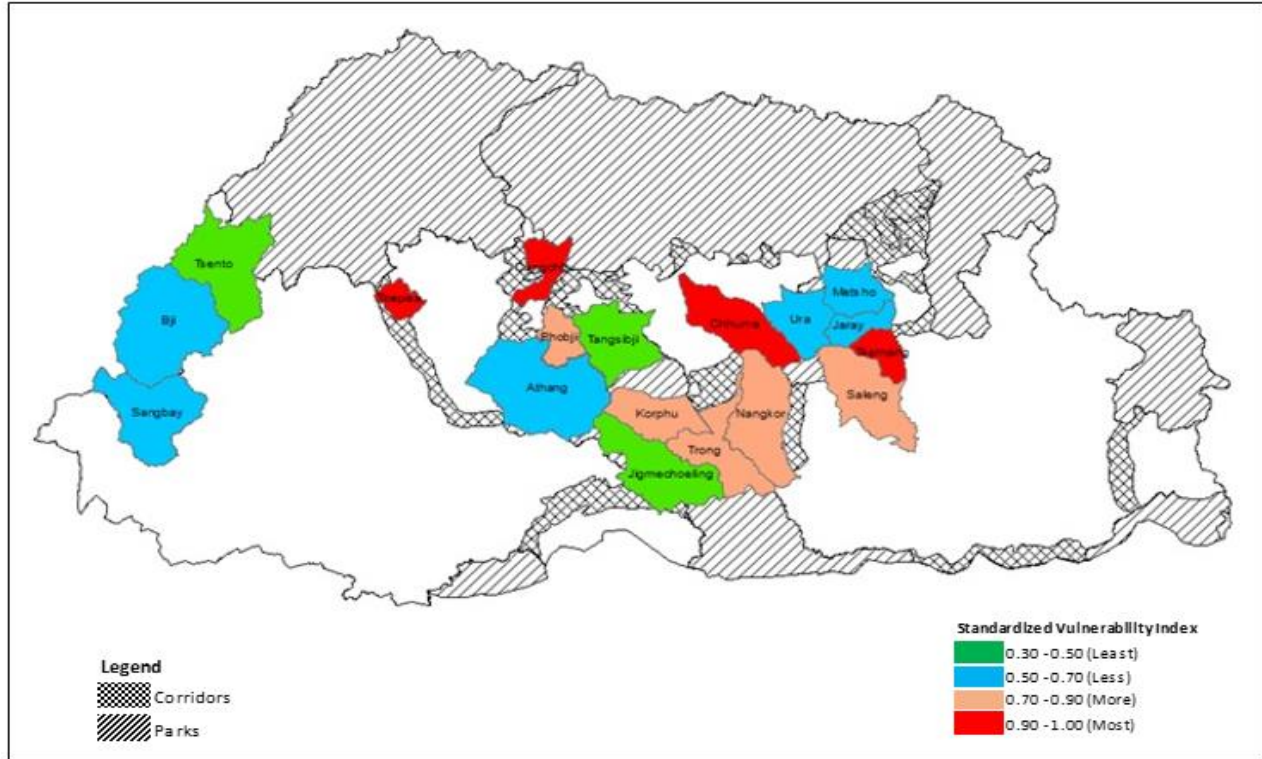 Tsento
Bji
Sangbay
Phobji
Tangsibji
Athang
Korphu
Trong
Nangkor
Jigmechoeling
Chhume
Ura
Metsho
Jaray
Saleng
Legend
Corridors
Parks
Standardized Vulnerability Index
0.30 -0.50 (Least)
0.50 -0.70 (Less)
0.70 -0.90 (More)
0.90 -1.00 (Most)